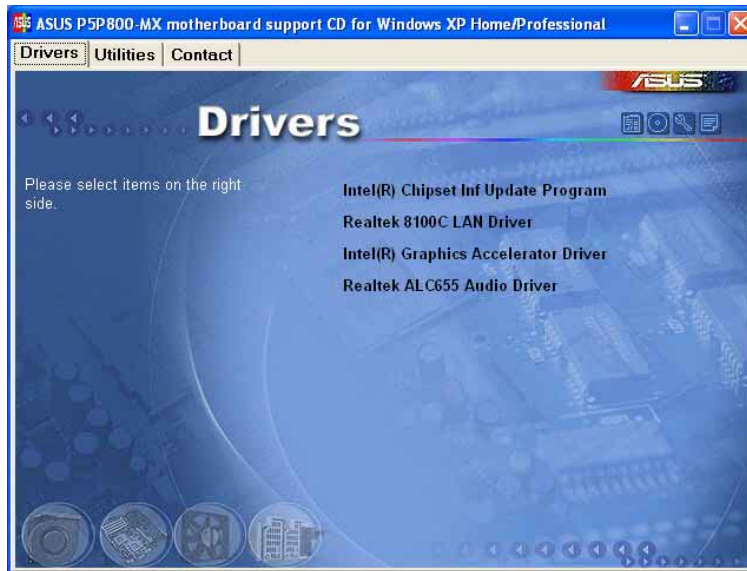 ASUS P5P800-MX motherboard support CD for Windows XP Home/Professional
Drivers Utilities Contact
ASUS
Drivers
Please select items on the right
side.
Intel(R) Chipset Inf Update Program
Realtek 8100C LAN Driver
Intel(R) Graphics Accelerator Driver
Realtek ALC655 Audio Driver